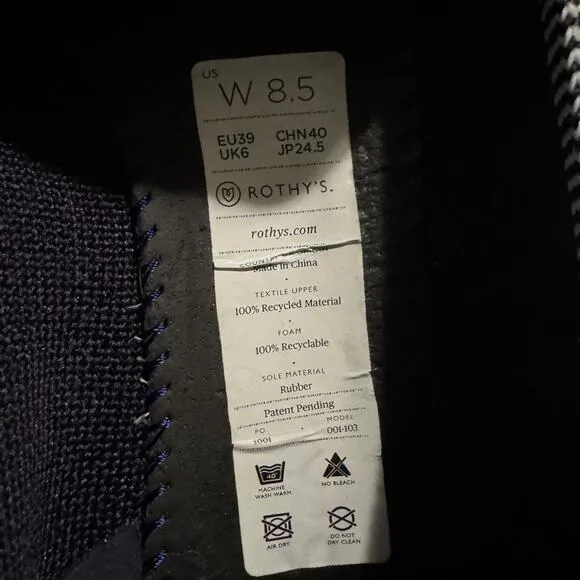 US
W 8.5
EU39 CHN40
UK6 JP24.5
ROTHY'S
rothys.com
Made in China
TEXTILE UPPER
100% Recycled Material
FOAM
100% Recyclable
SOLE MATERIAL
Rubber
Patent Pending
PO MODEL
1001 001-103
40°
MACHINE WASH WARM
NO BLEACH
AIR DRY
DO NOT DRY CLEAN